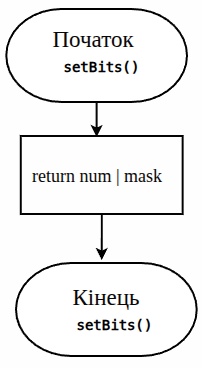 Початок
setBits()
return num | mask
Кінець
setBits()